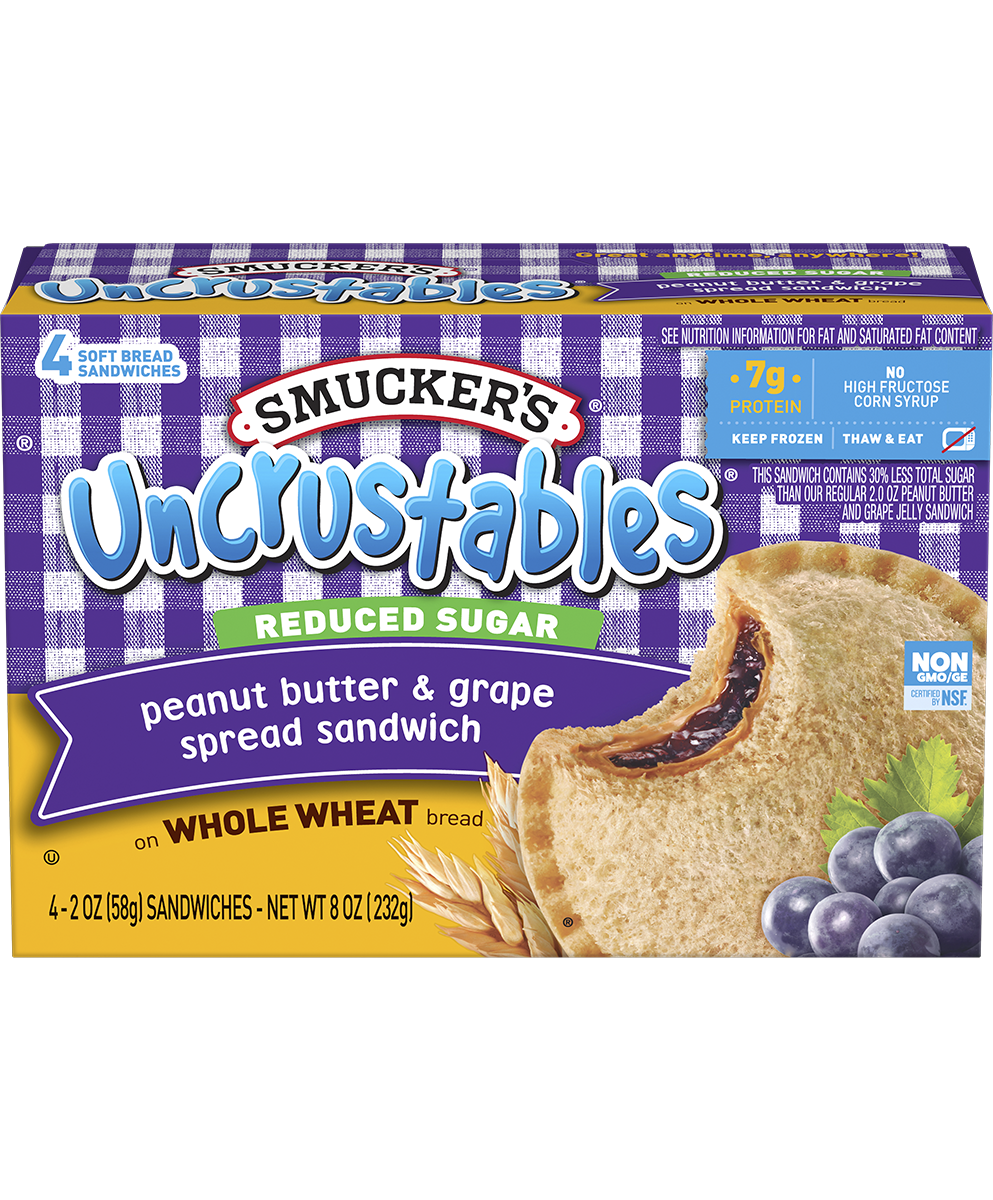 SMUCKER'S
Uncrustables
Great anytime, anywhere!
REDUCED SUGAR
peanut butter & grape
spread sandwich
on WHOLE WHEAT bread
4 SOFT BREAD
SANDWICHES
SMUCKER'S®
®
Uncrustables®
REDUCED SUGAR
peanut butter & grape
spread sandwich
on WHOLE WHEAT bread
U
4-2 OZ (58g) SANDWICHES - NET WT 8 OZ (232g)
SEE NUTRITION INFORMATION FOR FAT AND SATURATED FAT CONTENT
• 7g •
PROTEIN
NO
HIGH FRUCTOSE
CORN SYRUP
KEEP FROZEN
THAW & EAT
THIS SANDWICH CONTAINS 30% LESS TOTAL SUGAR
THAN OUR REGULAR 2.0 OZ PEANUT BUTTER
AND GRAPE JELLY SANDWICH
NON
GMO/GE
CERTIFIED
BY NSF.
®